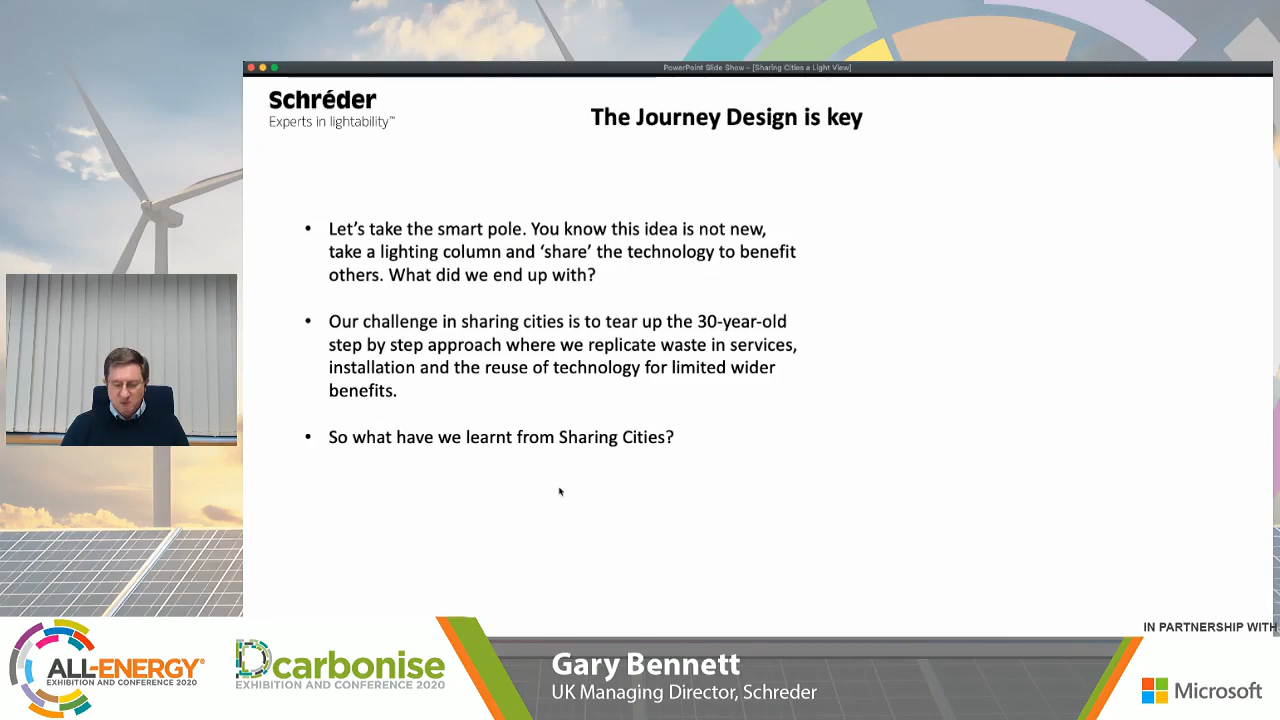 PowerPoint Slide Show – [Sharing Cities a Light View]
Schréder
Experts in lightability™
The Journey Design is key
• Let’s take the smart pole. You know this idea is not new,
take a lighting column and ‘share’ the technology to benefit
others. What did we end up with?
• Our challenge in sharing cities is to tear up the 30-year-old
step by step approach where we replicate waste in services,
installation and the reuse of technology for limited wider
benefits.
• So what have we learnt from Sharing Cities?
ALL-ENERGY®
EXHIBITION AND CONFERENCE 2020
Dcarbonise
EXHIBITION AND CONFERENCE 2020
Gary Bennett
UK Managing Director, Schreder
IN PARTNERSHIP WITH
Microsoft